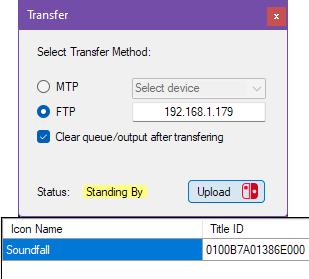 Transfer
Select Transfer Method:
MTP
Select device
FTP
192.168.1.179
Clear queue/output after transfering
Status: Standing By
Upload
Icon Name Title ID
Soundfall 0100B7A01386E000